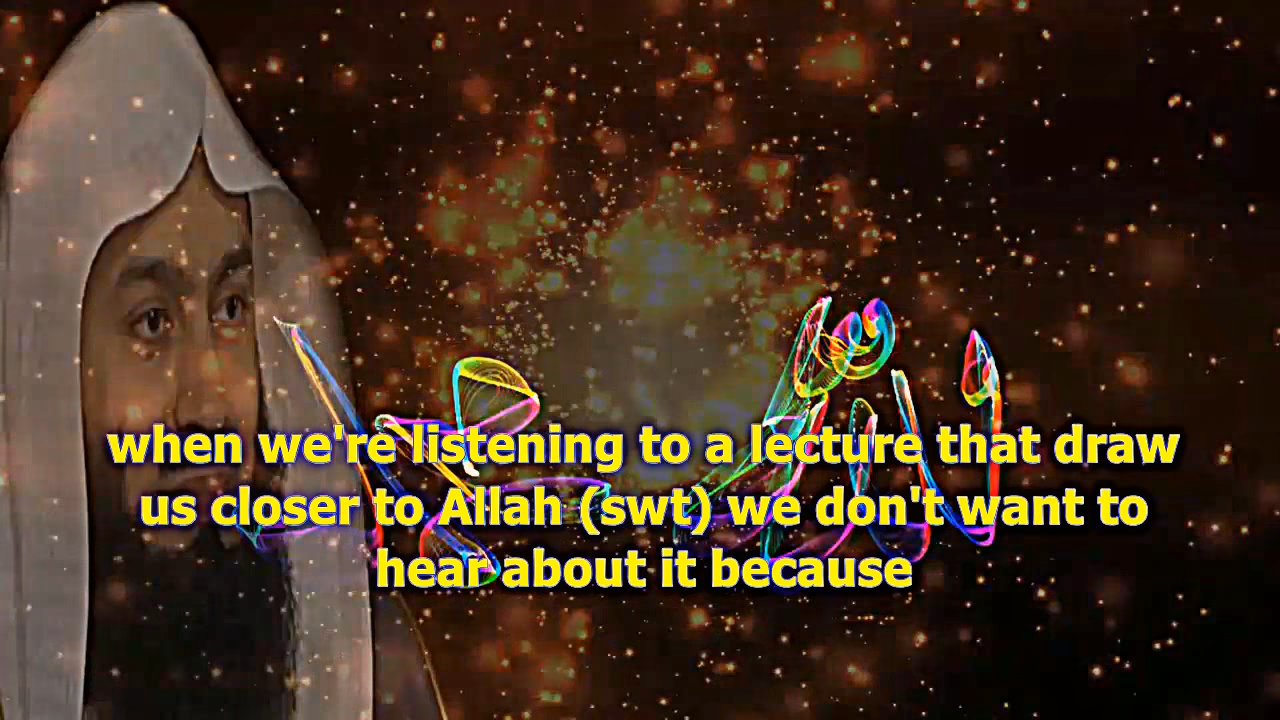 when we're listening to a lecture that draw
us closer to Allah (swt) we don't want to
hear about it because